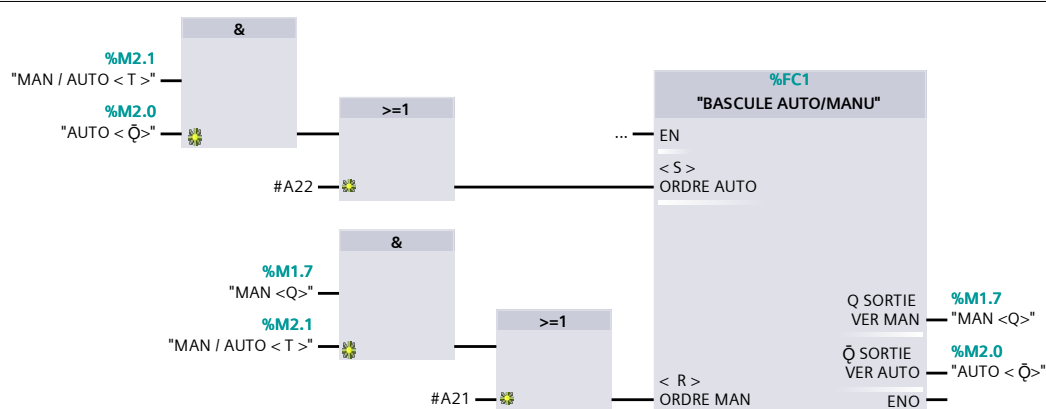 &
%M2.1
"MAN / AUTO < T >"
%M2.0
"AUTO < Q̄>"
>=1
#A22
%FC1
"BASCULE AUTO/MANU"
... EN
< S >
ORDRE AUTO
&
%M1.7
"MAN <Q>"
%M2.1
"MAN / AUTO < T >"
>=1
#A21
< R >
ORDRE MAN
Q SORTIE
VER MAN
%M1.7
"MAN <Q>"
Q̄ SORTIE
VER AUTO
%M2.0
"AUTO < Q̄>"
ENO